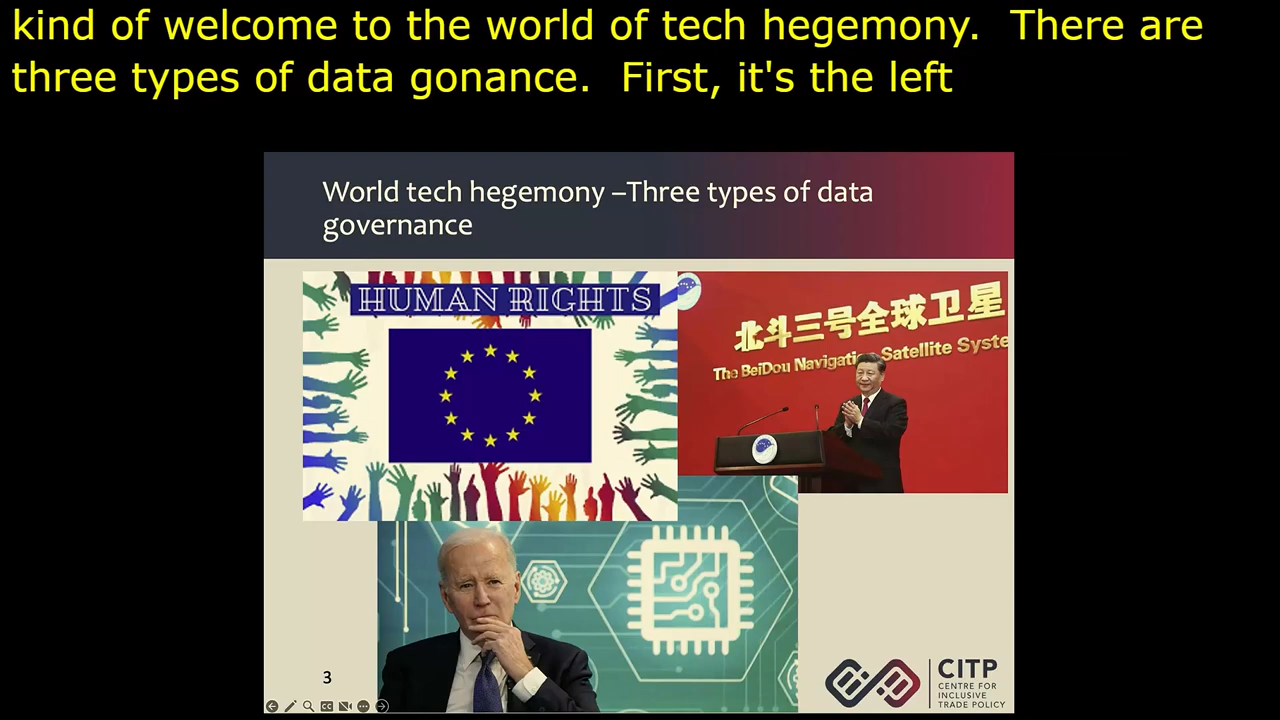 kind of welcome to the world of tech hegemony.  There are
three types of data gonance.  First, it's the left
World tech hegemony –Three types of data
governance
HUMAN RIGHTS
北斗三号全球卫星
The BeiDou Navigation Satellite Syste
3
CITP
CENTRE FOR
INCLUSIVE
TRADE POLICY